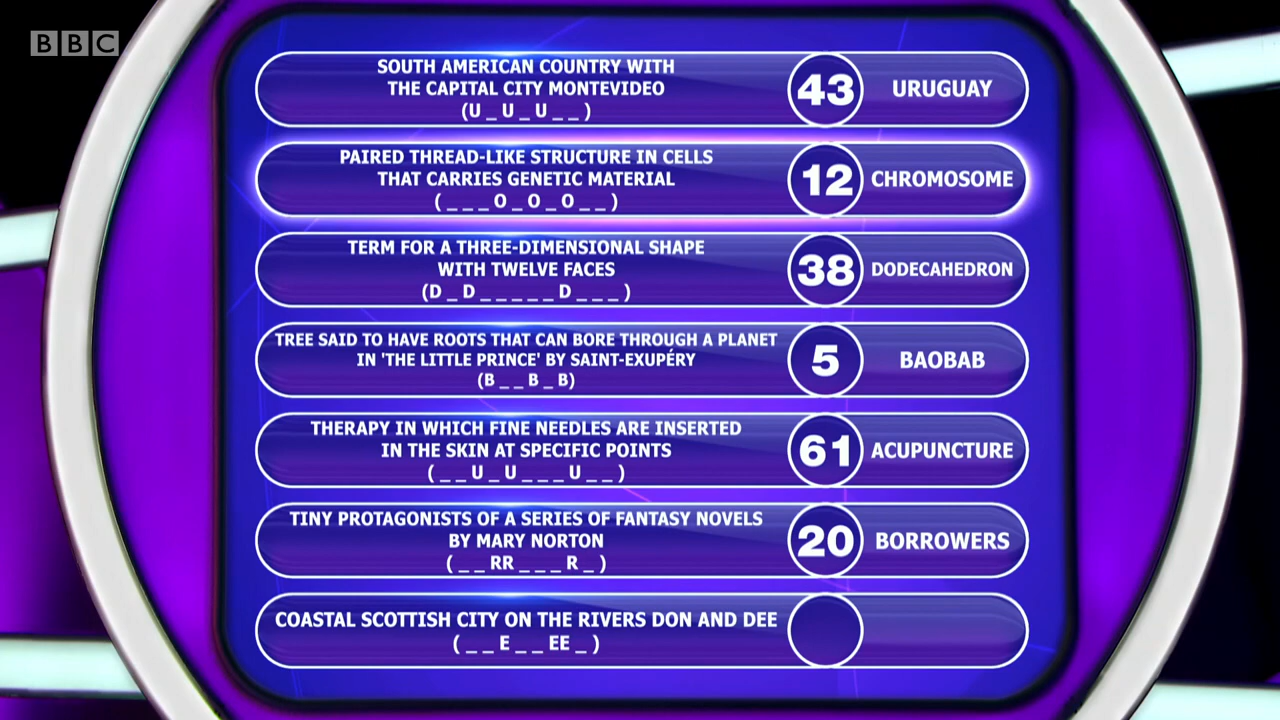 BBC
SOUTH AMERICAN COUNTRY WITH
THE CAPITAL CITY MONTEVIDEO
(U _ U _ U _ _ )
43 URUGUAY
PAIRED THREAD-LIKE STRUCTURE IN CELLS
THAT CARRIES GENETIC MATERIAL
( _ _ _ O _ O _ O _ _ )
12 CHROMOSOME
TERM FOR A THREE-DIMENSIONAL SHAPE
WITH TWELVE FACES
(D _ D _ _ _ _ _ D _ _ _ )
38 DODECAHEDRON
TREE SAID TO HAVE ROOTS THAT CAN BORE THROUGH A PLANET
IN 'THE LITTLE PRINCE' BY SAINT-EXUPÉRY
(B _ _ B _ B)
5 BAOBAB
THERAPY IN WHICH FINE NEEDLES ARE INSERTED
IN THE SKIN AT SPECIFIC POINTS
( _ _ U _ U _ _ _ U _ _ )
61 ACUPUNCTURE
TINY PROTAGONISTS OF A SERIES OF FANTASY NOVELS
BY MARY NORTON
( _ _ RR _ _ _ R _ )
20 BORROWERS
COASTAL SCOTTISH CITY ON THE RIVERS DON AND DEE
( _ _ E _ _ EE _ )